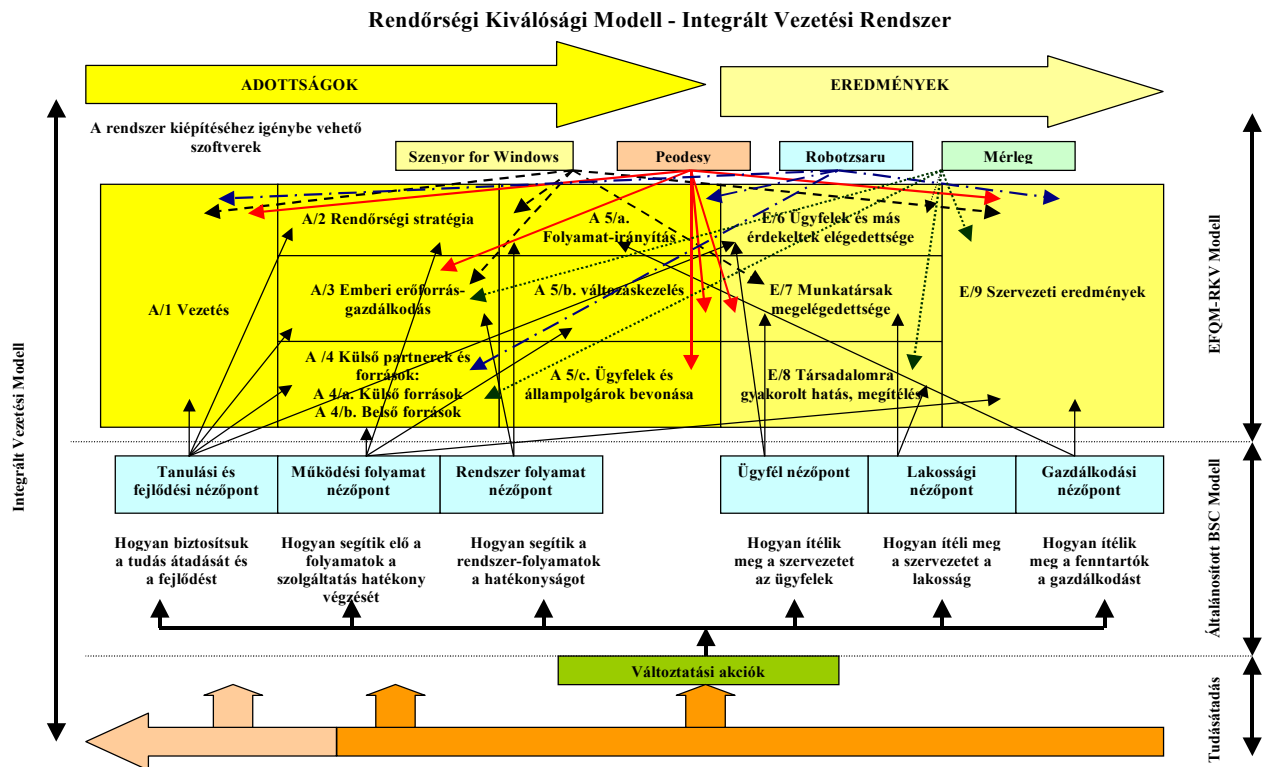 Rendőrségi Kiválósági Modell - Integrált Vezetési Rendszer
ADOTTSÁGOK
EREDMÉNYEK
A rendszer kiépítéséhez igénybe vehető
szoftverek
Szenyor for Windows
Peodesy
Robotzsaru
Mérleg
A/1 Vezetés
A/2 Rendőrségi stratégia
A/3 Emberi erőforrás-
gazdálkodás
A /4 Külső partnerek és
források:
A 4/a. Külső források
A 4/b. Belső források
A 5/a.
Folyamat-irányítás
A 5/b. változáskezelés
A 5/c. Ügyfelek és
állampolgárok bevonása
E/6 Ügyfelek és más
érdekeltek elégedettsége
E/7 Munkatársak
megelégedettsége
E/8 Társadalomra
gyakorolt hatás, megítélés
E/9 Szervezeti eredmények
Tanulási és
fejlődési nézőpont
Működési folyamat
nézőpont
Rendszer folyamat
nézőpont
Ügyfél nézőpont
Lakossági
nézőpont
Gazdálkodási
nézőpont
Hogyan biztosítsuk
a tudás átadását és
a fejlődést
Hogyan segítik elő a
folyamatok a
szolgáltatás hatékony
végzését
Hogyan segítik a
rendszer-folyamatok
a hatékonyságot
Hogyan ítélik
meg a szervezetet
az ügyfelek
Hogyan ítéli meg
a szervezetet a
lakosság
Hogyan ítélik
meg a fenntartók
a gazdálkodást
Változtatási akciók
Integrált Vezetési Modell
EFQM-RKV Modell
Általánosított BSC Modell
Tudásátadás